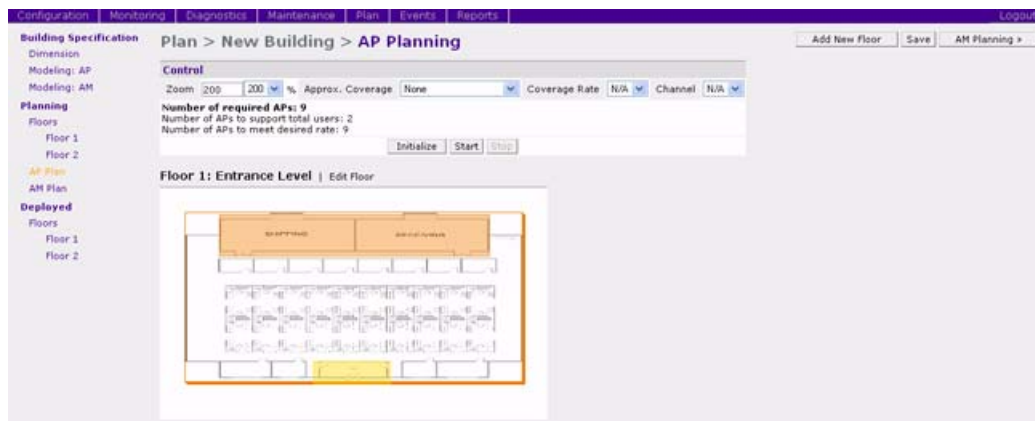 Configuration Monitoring Diagnostics Maintenance Plan Events Reports Logout
Building Specification
Dimension
Modeling: AP
Modeling: AM
Planning
Floors
Floor 1
Floor 2
AP Plan
AM Plan
Deployed
Floors
Floor 1
Floor 2
Plan > New Building > AP Planning
Add New Floor Save AM Planning »
Control
Zoom 200 200 % Approx. Coverage None Coverage Rate N/A Channel N/A
Number of required APs: 9
Number of APs to support total users: 2
Number of APs to meet desired rate: 9
Initialize Start Stop
Floor 1: Entrance Level | Edit Floor
SHIPPING RECEIVING